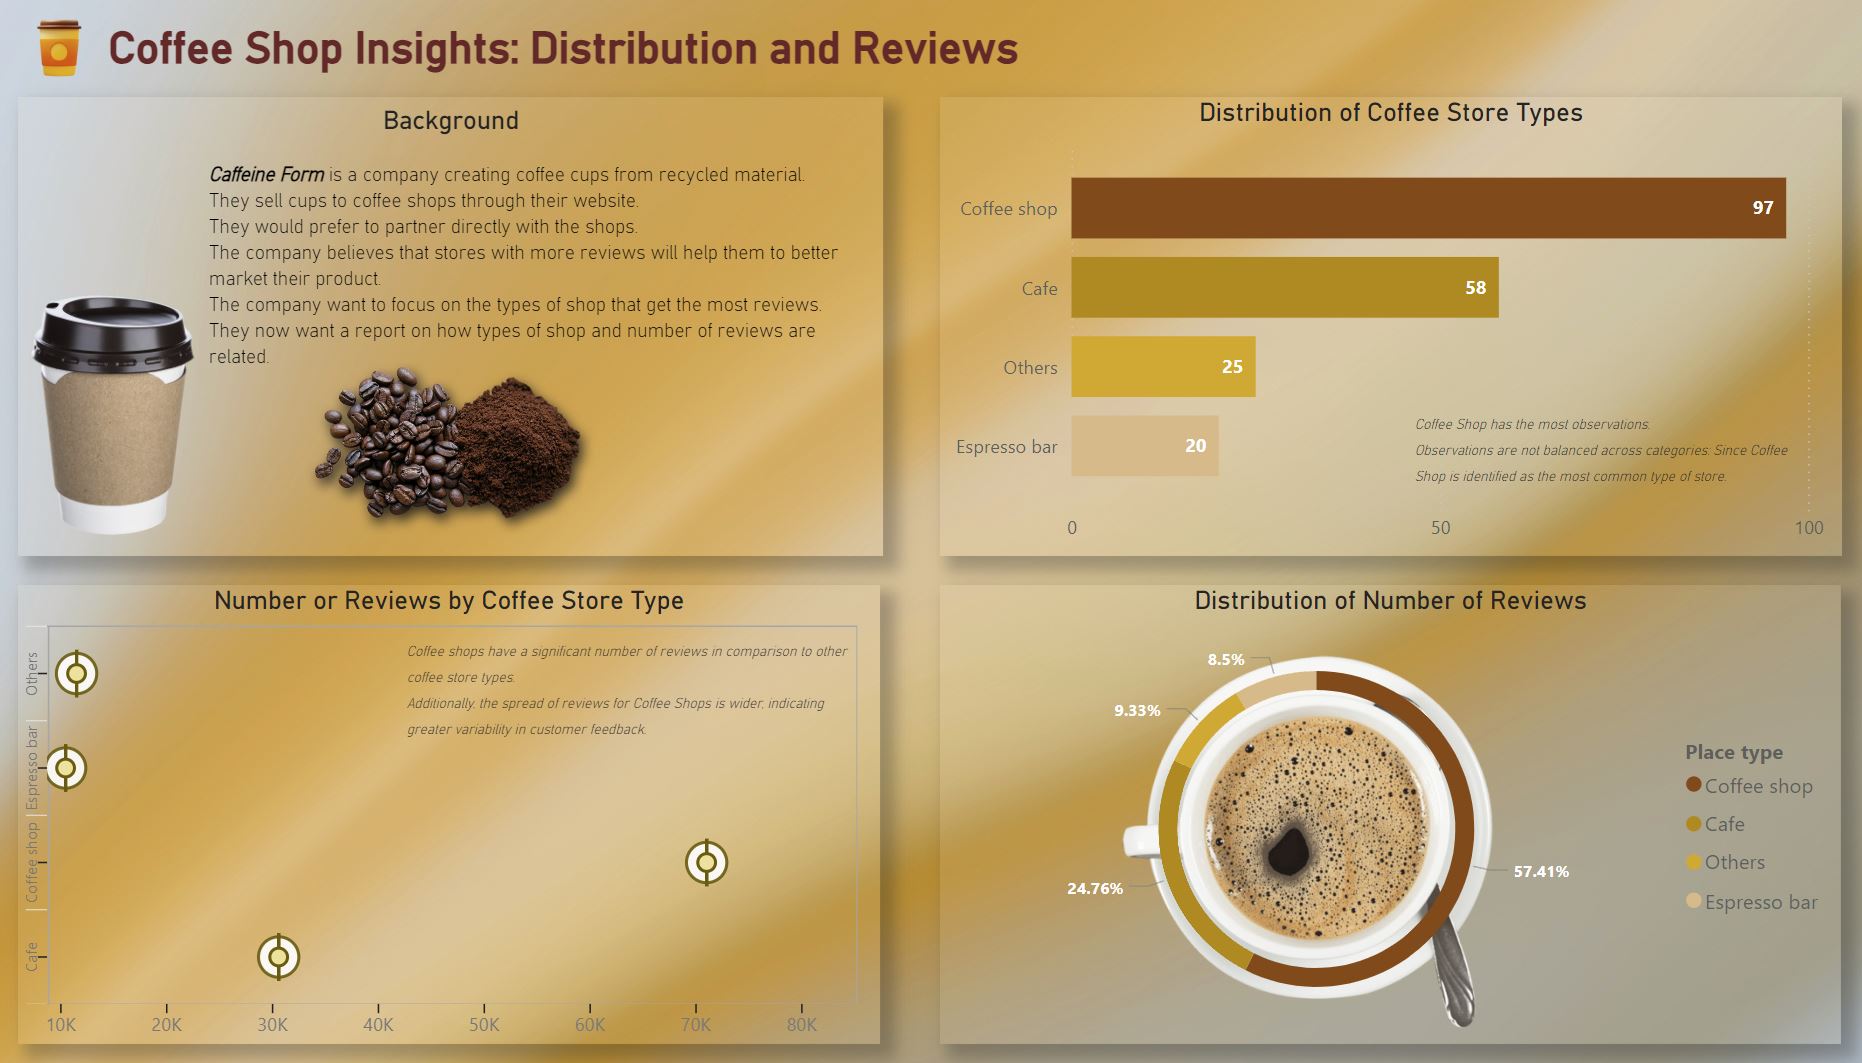 Coffee Shop Insights: Distribution and Reviews
Background
Caffeine Form is a company creating coffee cups from recycled material.
They sell cups to coffee shops through their website.
They would prefer to partner directly with the shops.
The company believes that stores with more reviews will help them to better
market their product.
The company want to focus on the types of shop that get the most reviews.
They now want a report on how types of shop and number of reviews are
related.
Distribution of Coffee Store Types
Coffee shop
97
Cafe
58
Others
25
Espresso bar
20
Coffee Shop has the most observations.
Observations are not balanced across categories: Since Coffee
Shop is identified as the most common type of store.
0
50
100
Number or Reviews by Coffee Store Type
Coffee shops have a significant number of reviews in comparison to other
coffee store types.
Additionally, the spread of reviews for Coffee Shops is wider, indicating
greater variability in customer feedback.
Others
Espresso bar
Coffee shop
Cafe
10K
20K
30K
40K
50K
60K
70K
80K
Distribution of Number of Reviews
8.5%
9.33%
24.76%
57.41%
Place type
Coffee shop
Cafe
Others
Espresso bar